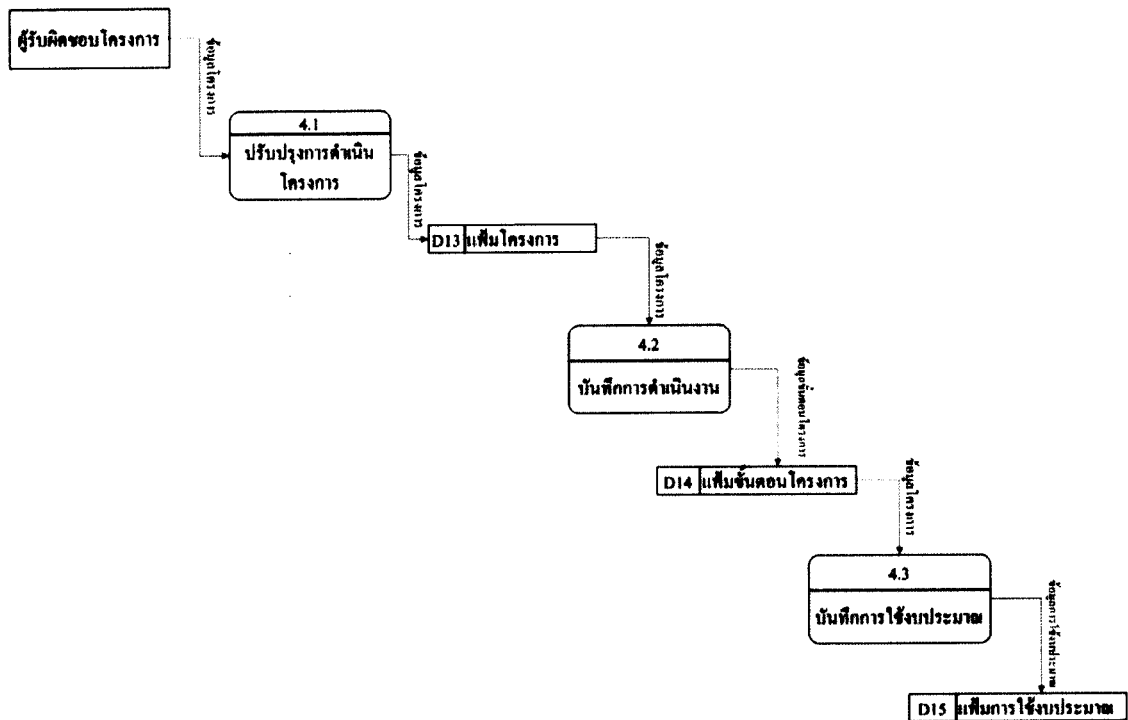 ผู้รับผิดชอบโครงการ
ข้อมูลโครงการ
4.1
ปรับปรุงการดำเนิน
โครงการ
ข้อมูลโครงการ
D13 แฟ้มโครงการ
ข้อมูลโครงการ
4.2
บันทึกการดำเนินงาน
ข้อมูลขั้นตอนโครงการ
D14 แฟ้มขั้นตอนโครงการ
ข้อมูลโครงการ
4.3
บันทึกการใช้งบประมาณ
ข้อมูลการใช้งบประมาณ
D15 แฟ้มการใช้งบประมาณ